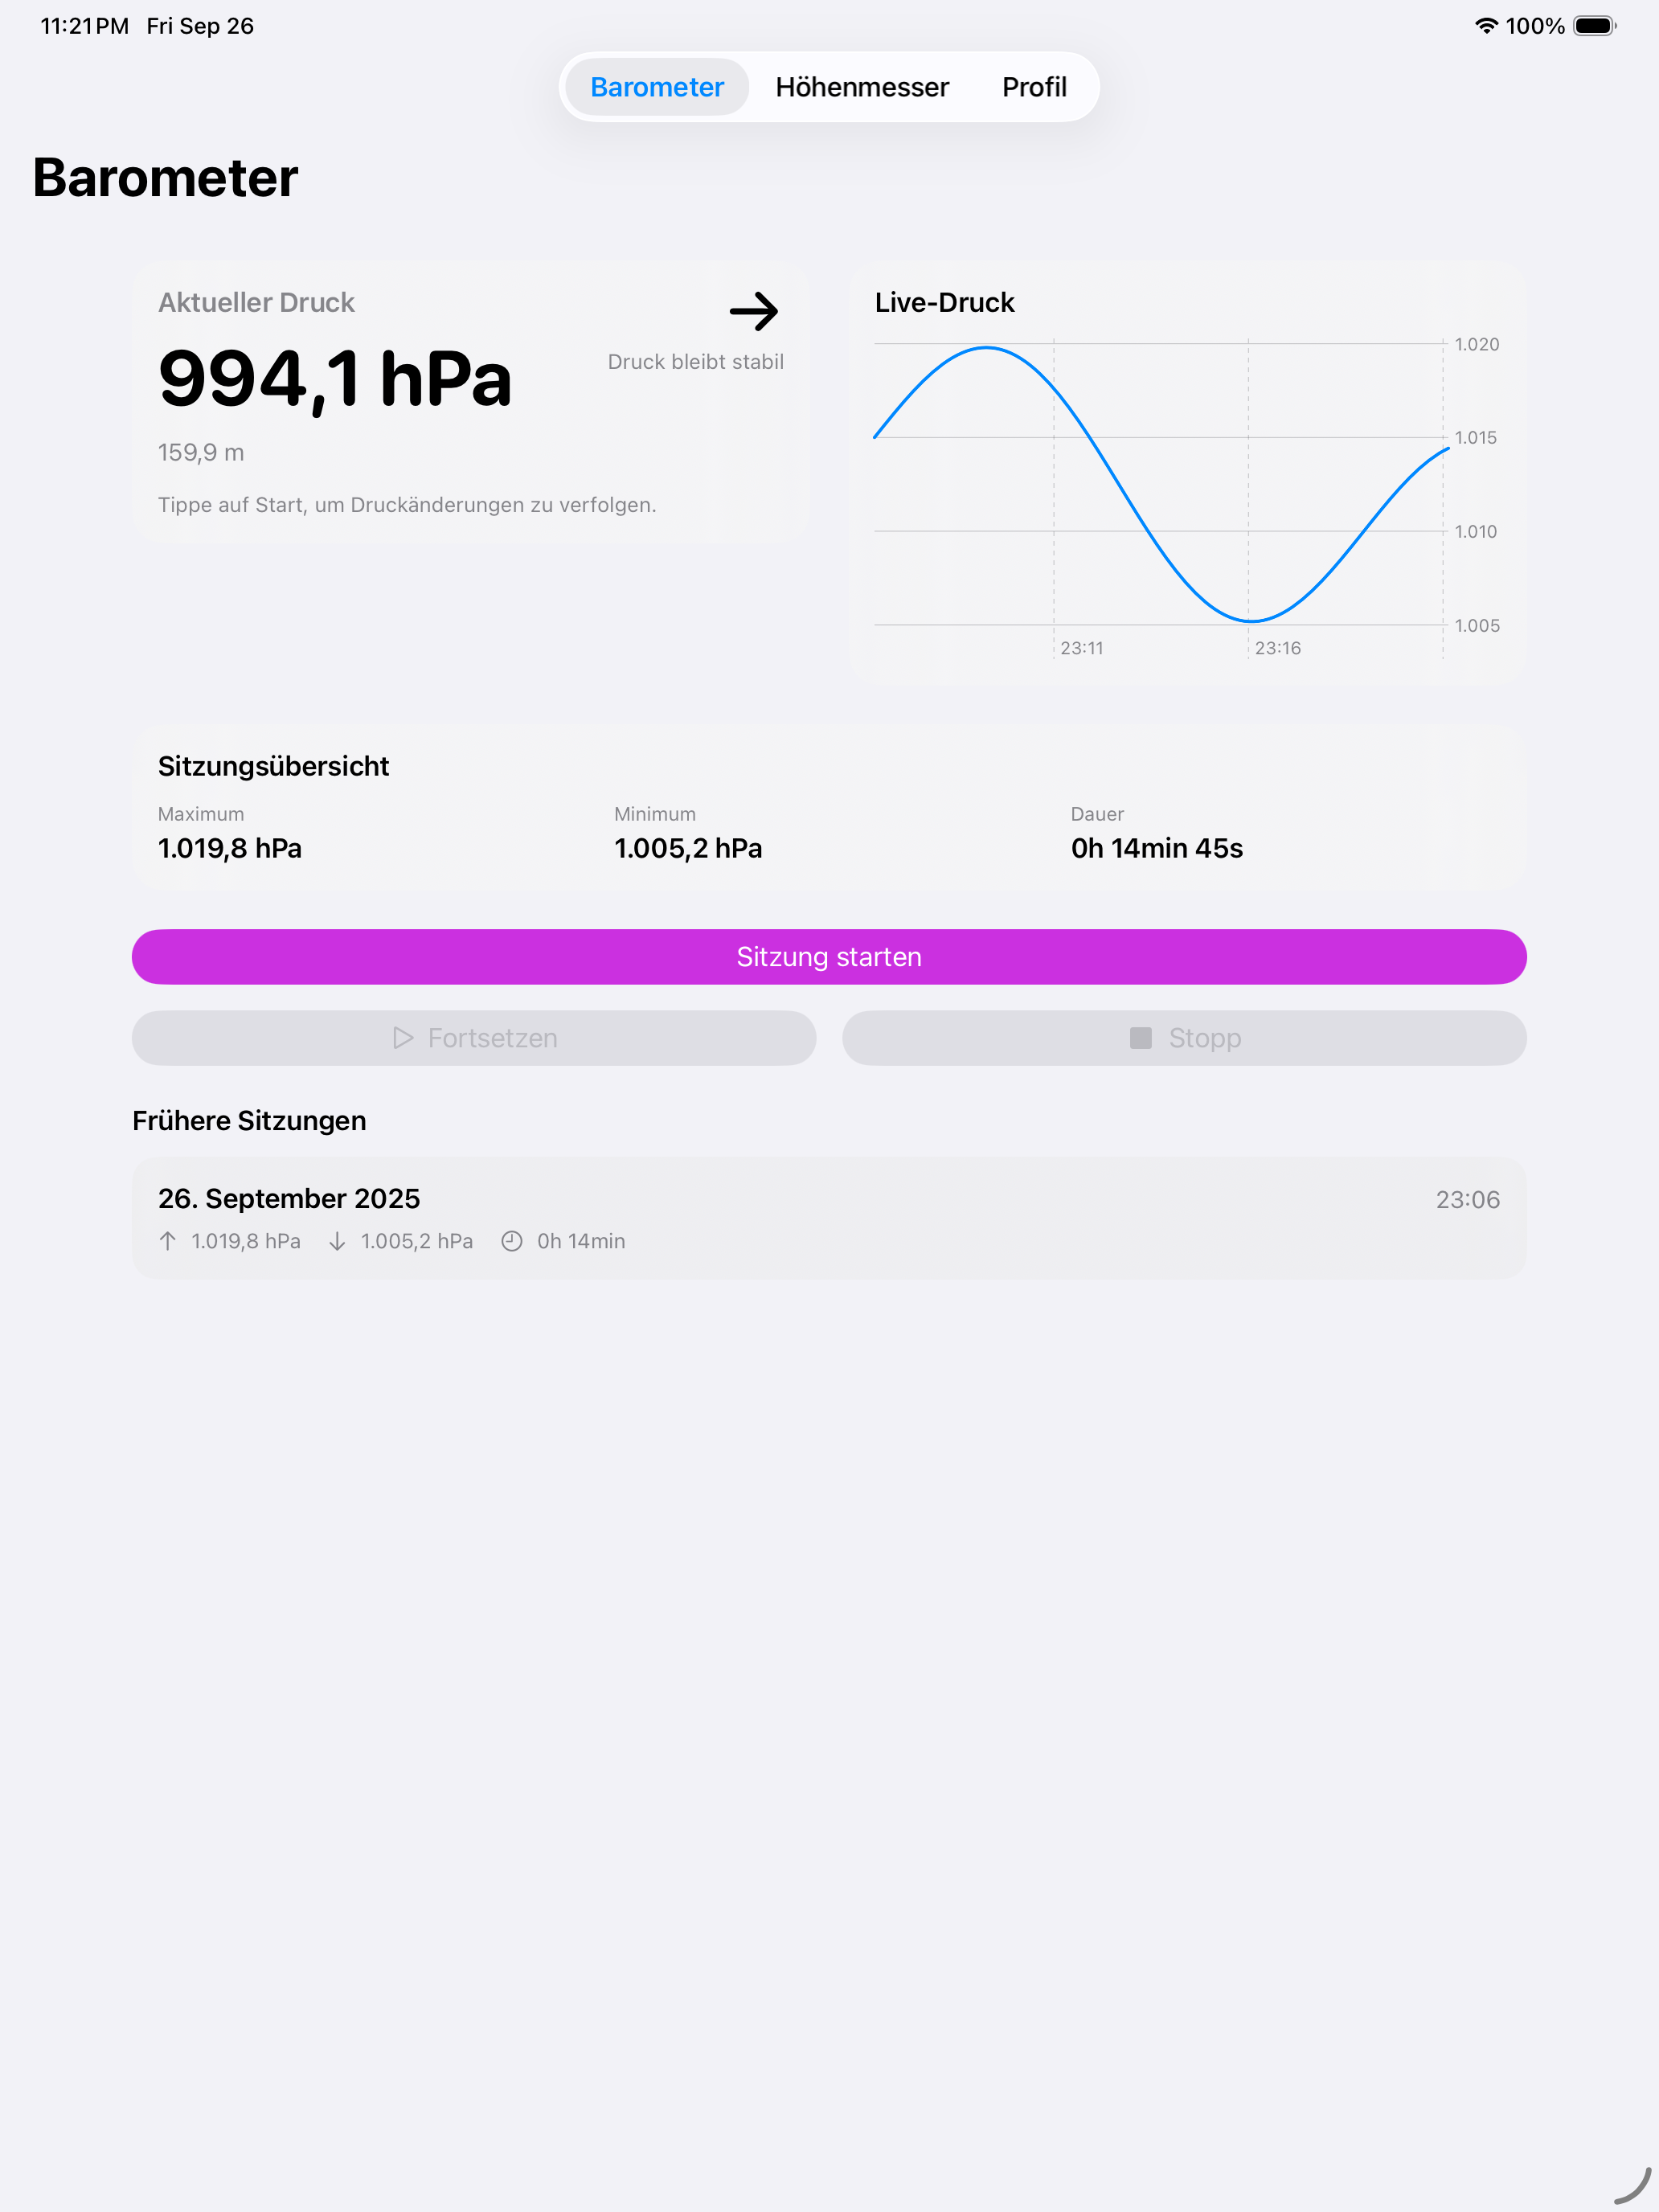 11:21 PM Fri Sep 26
100%
Barometer Höhenmesser Profil
Barometer
Aktueller Druck
994,1 hPa
Druck bleibt stabil
159,9 m
Tippe auf Start, um Druckänderungen zu verfolgen.
Live-Druck
1.020
1.015
1.010
1.005
23:11 23:16
Sitzungsübersicht
Maximum Minimum Dauer
1.019,8 hPa 1.005,2 hPa 0h 14min 45s
Sitzung starten
Fortsetzen Stopp
Frühere Sitzungen
26. September 2025 23:06
1.019,8 hPa 1.005,2 hPa 0h 14min